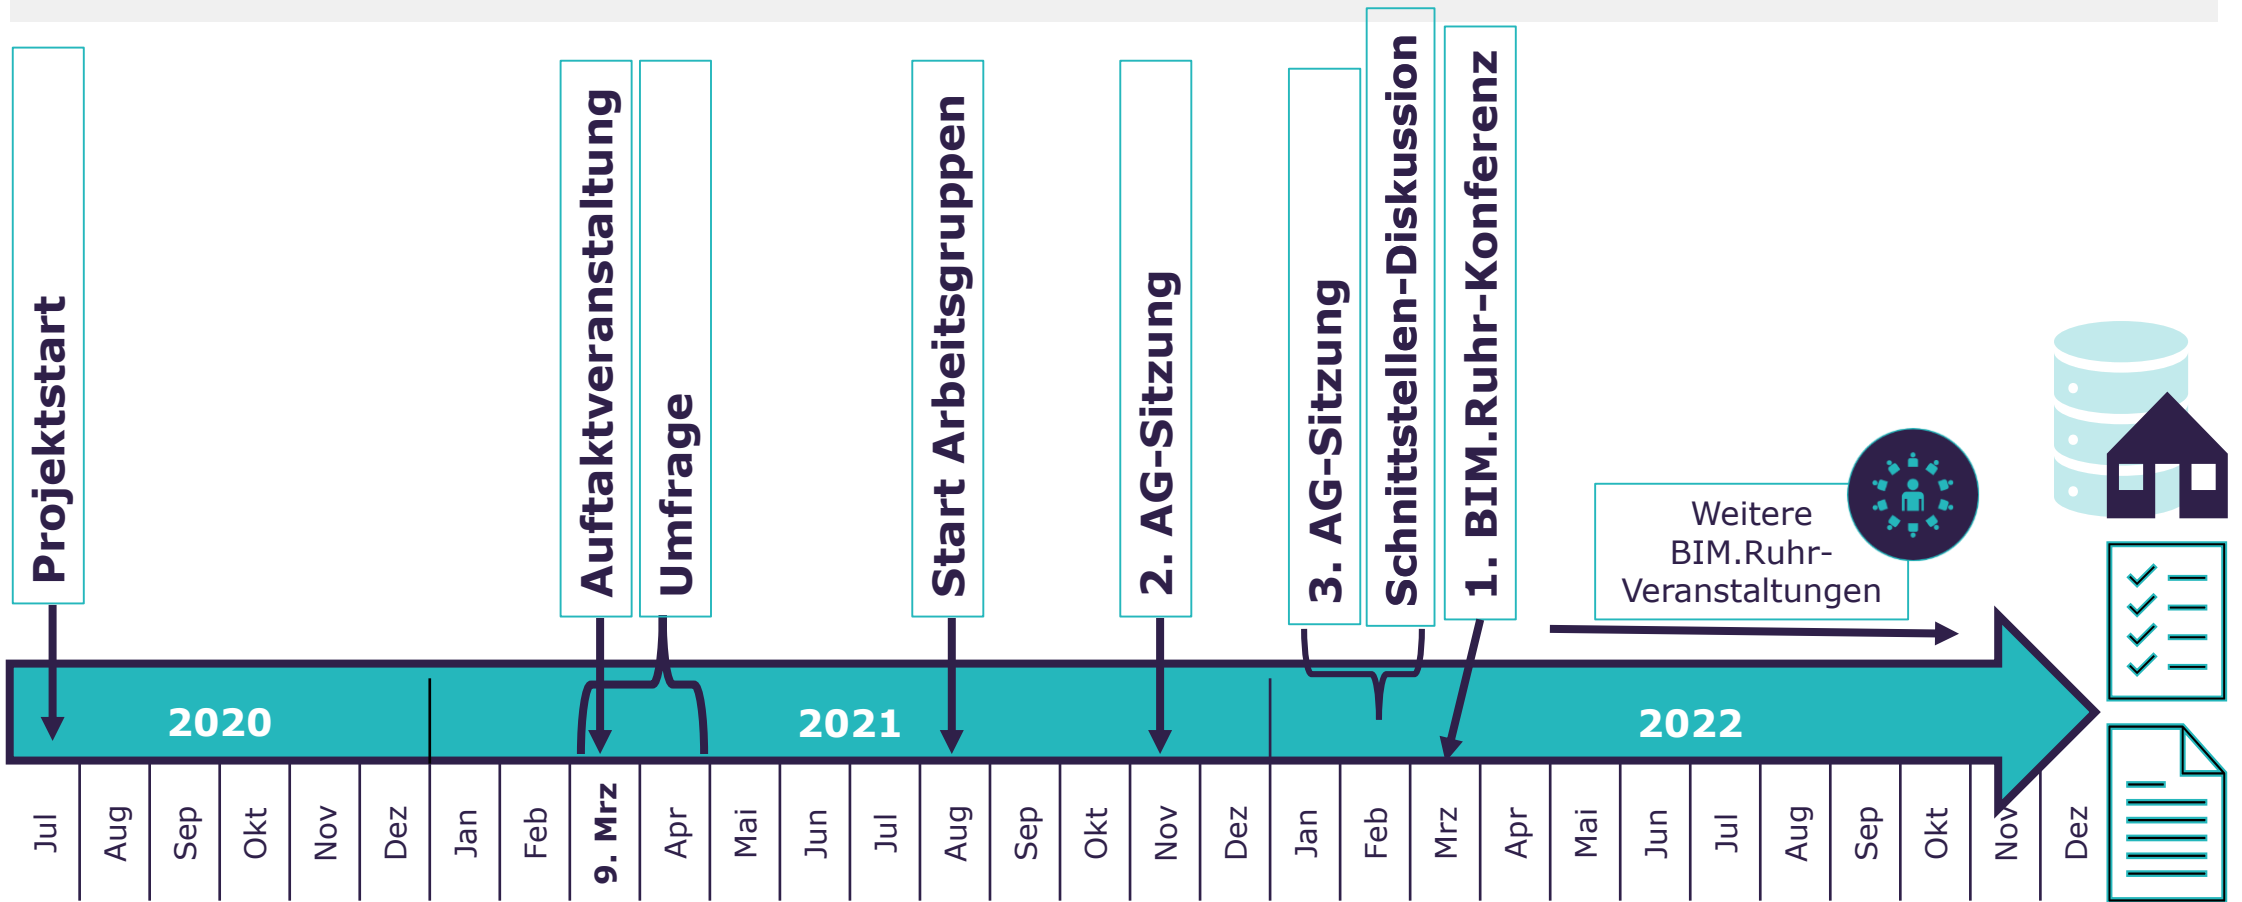 Projektstart
Auftaktveranstaltung
Umfrage
Start Arbeitsgruppen
2. AG-Sitzung
3. AG-Sitzung
Schnittstellen-Diskussion
1. BIM.Ruhr-Konferenz
Weitere
BIM.Ruhr-
Veranstaltungen
2020
2021
2022
Jul
Aug
Sep
Okt
Nov
Dez
Jan
Feb
9. Mrz
Apr
Mai
Jun
Jul
Aug
Sep
Okt
Nov
Dez
Jan
Feb
Mrz
Apr
Mai
Jun
Jul
Aug
Sep
Okt
Nov
Dez